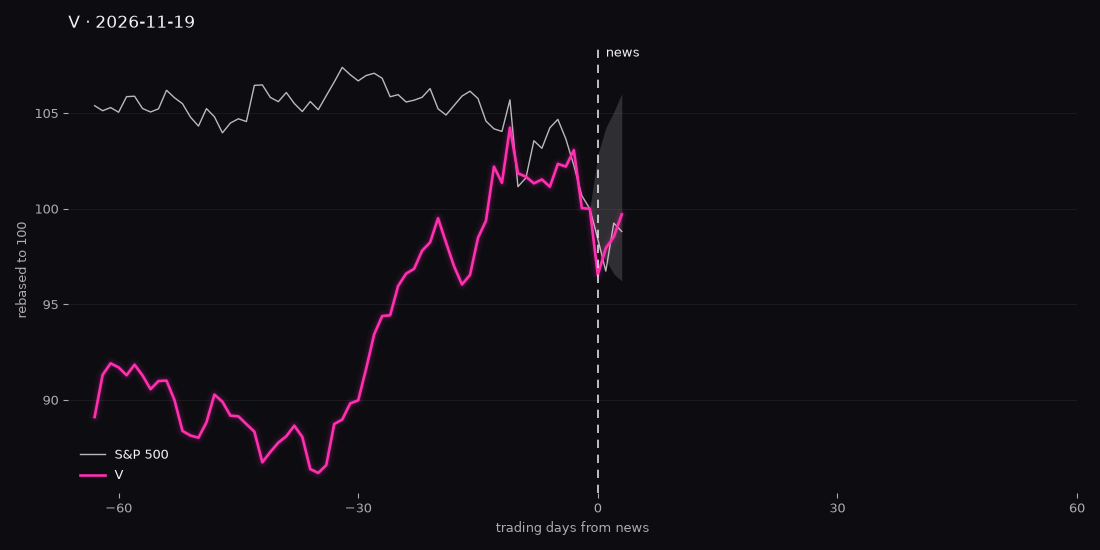 V · 2026-11-19
news
105
100
95
90
rebased to 100
S&P 500
V
−60
−30
0
30
60
trading days from news